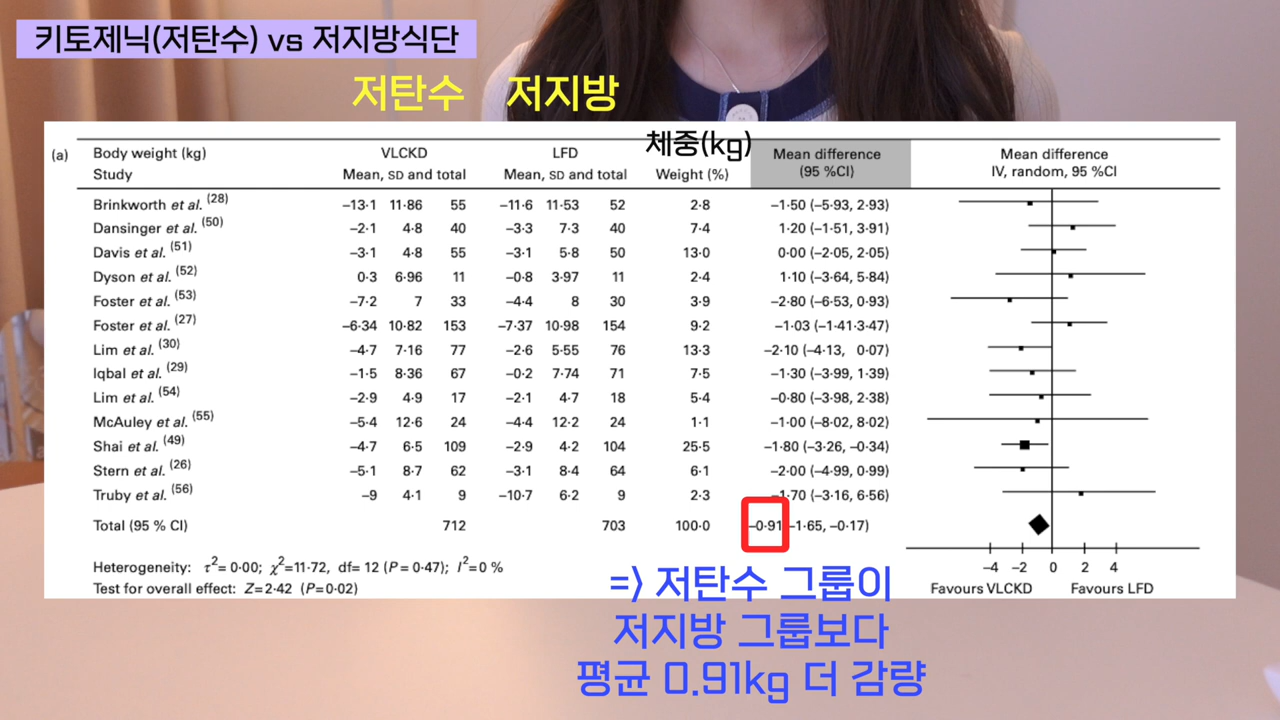 키토제닉(저탄수) vs 저지방식단
저탄수 저지방
체중(kg)
(a) Body weight (kg) VLCKD LFD Mean difference Mean difference
Study Mean, SD and total Mean, SD and total Weight (%) (95 %CI) IV, random, 95 %CI
Brinkworth et al. (28) −13·1 11·86 55 −11·6 11·53 52 2·8 −1·50 (−5·93, 2·93)
Dansinger et al. (50) −2·1 4·8 40 −3·3 7·3 40 7·4 1·20 (−1·51, 3·91)
Davis et al. (51) −3·1 4·8 55 −3·1 5·8 50 13·0 0·00 (−2·05, 2·05)
Dyson et al. (52) 0·3 6·96 11 −0·8 3·97 11 2·4 1·10 (−3·64, 5·84)
Foster et al. (53) −7·2 7 33 −4·4 8 30 3·9 −2·80 (−6·53, 0·93)
Foster et al. (27) −6·34 10·82 153 −7·37 10·98 154 9·2 −1·03 (−1·41·3·47)
Lim et al. (30) −4·7 7·16 77 −2·6 5·55 76 13·3 −2·10 (−4·13, 0·07)
Iqbal et al. (29) −1·5 8·36 67 −0·2 7·74 71 7·5 −1·30 (−3·99, 1·39)
Lim et al. (54) −2·9 4·9 17 −2·1 4·7 18 5·4 −0·80 (−3·98, 2·38)
McAuley et al. (55) −5·4 12·6 24 −4·4 12·2 24 1·1 −1·00 (−8·02, 8·02)
Shai et al. (49) −4·7 6·5 109 −2·9 4·2 104 25·5 −1·80 (−3·26, −0·34)
Stern et al. (26) −5·1 8·7 62 −3·1 8·4 64 6·1 −2·00 (−4·99, 0·99)
Truby et al. (56) −9 4·1 9 −10·7 6·2 9 2·3 −1·70 (−3·16, 6·56)
Total (95 % CI) 712 703 100·0 −0·91 (−1·65, −0·17)
−4 −2 0 2 4
Heterogeneity: τ²= 0·00; χ²=11·72, df= 12 (P = 0·47); I²=0 %
Test for overall effect: Z=2·42 (P=0·02) Favours VLCKD Favours LFD
=> 저탄수 그룹이
저지방 그룹보다
평균 0.91kg 더 감량